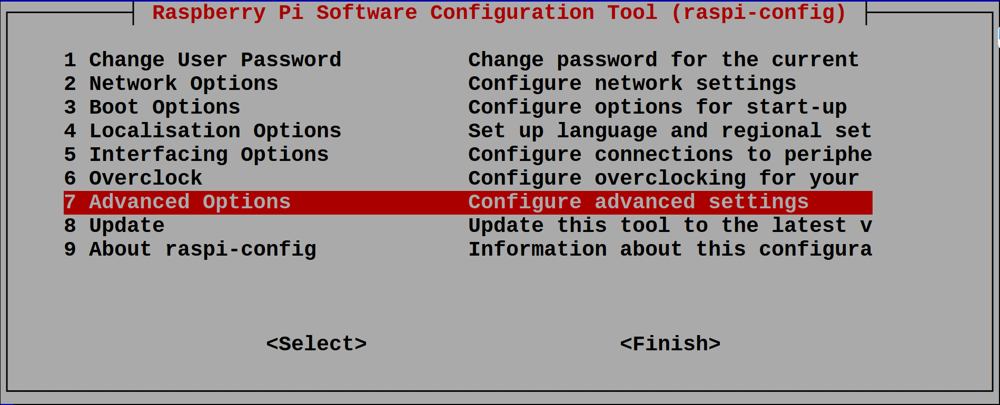 Raspberry Pi Software Configuration Tool (raspi-config)
1 Change User Password Change password for the current
2 Network Options Configure network settings
3 Boot Options Configure options for start-up
4 Localisation Options Set up language and regional set
5 Interfacing Options Configure connections to periphe
6 Overclock Configure overclocking for your
7 Advanced Options Configure advanced settings
8 Update Update this tool to the latest v
9 About raspi-config Information about this configura
<Select> <Finish>